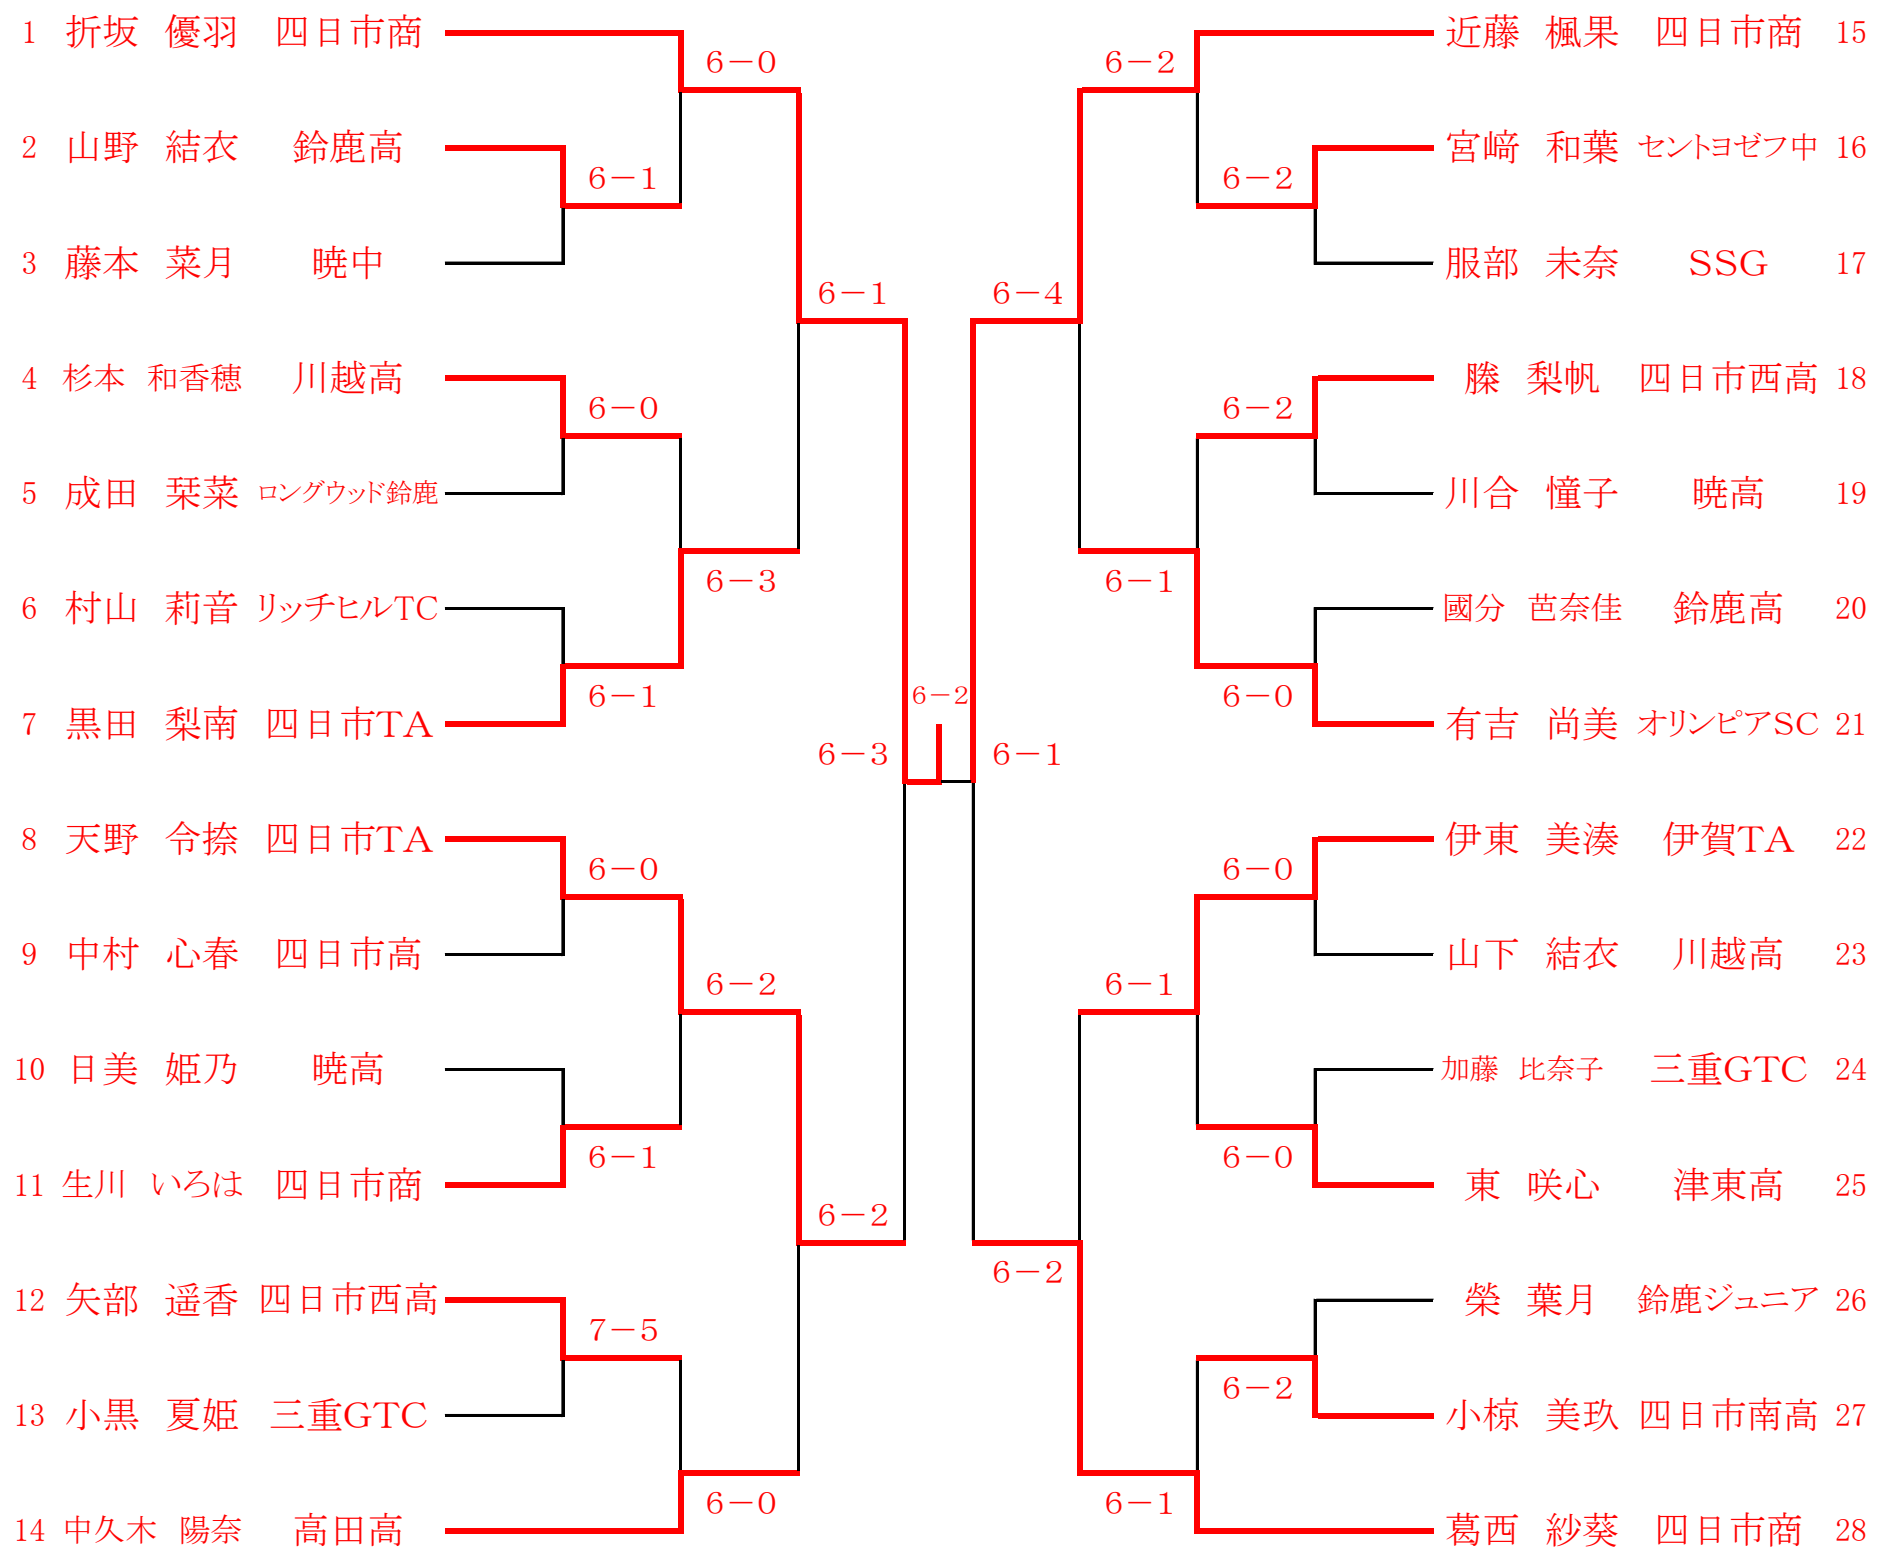 1 折坂 優羽 四日市商
6－0
2 山野 結衣 鈴鹿高
6－1
3 藤本 菜月 暁中
6－1
4 杉本 和香穂 川越高
6－0
5 成田 栞菜 ロングウッド鈴鹿
6－3
6 村山 莉音 リッチヒルTC
6－1
7 黒田 梨南 四日市TA
6－3
8 天野 令捺 四日市TA
6－0
9 中村 心春 四日市高
6－2
10 日美 姫乃 暁高
6－1
11 生川 いろは 四日市商
6－2
12 矢部 遥香 四日市西高
7－5
13 小黒 夏姫 三重GTC
6－0
14 中久木 陽奈 高田高
6－2
近藤 楓果 四日市商 15
6－2
宮﨑 和葉 セントヨゼフ中 16
6－2
服部 未奈 SSG 17
6－4
滕 梨帆 四日市西高 18
6－2
川合 憧子 暁高 19
6－1
國分 芭奈佳 鈴鹿高 20
6－0
有吉 尚美 オリンピアSC 21
6－1
伊東 美湊 伊賀TA 22
6－0
山下 結衣 川越高 23
6－1
加藤 比奈子 三重GTC 24
6－0
東 咲心 津東高 25
6－2
榮 葉月 鈴鹿ジュニア 26
6－2
小椋 美玖 四日市南高 27
6－1
葛西 紗葵 四日市商 28